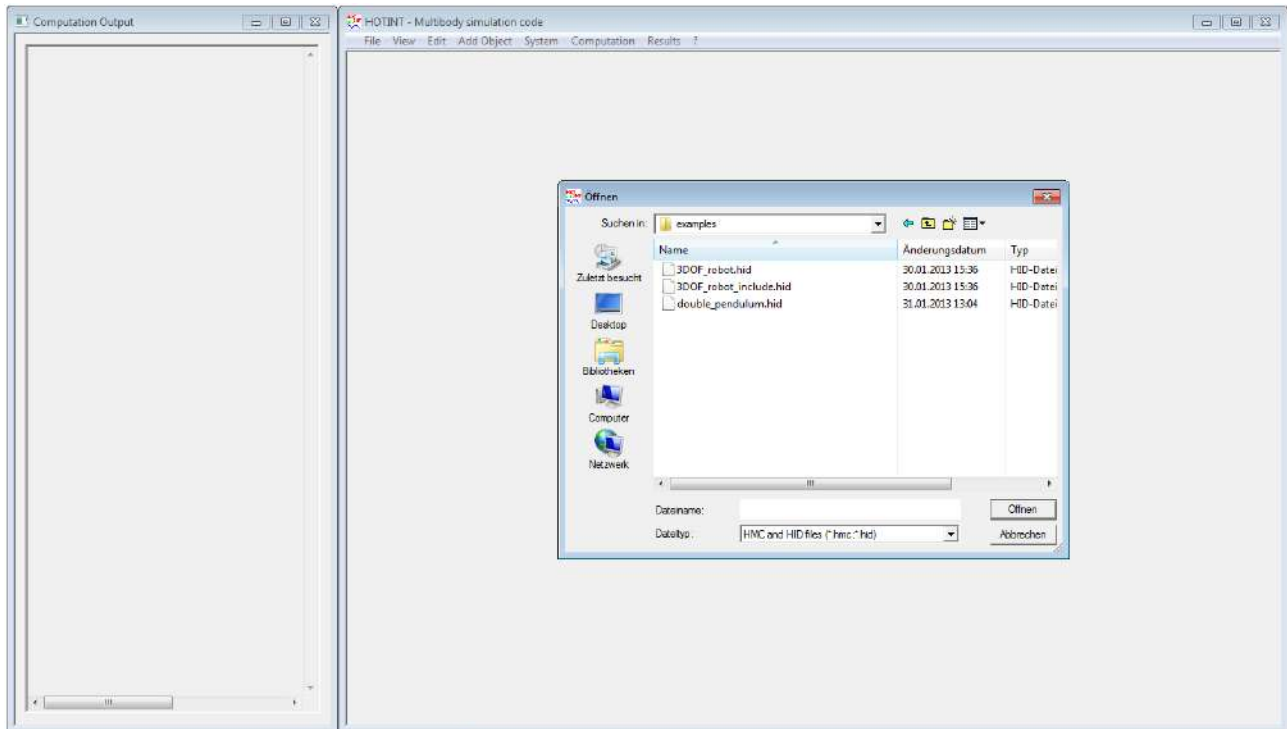 Computation Output
HOTINT - Multibody simulation code
File View Edit Add Object System Computation Results ?
Öffnen
Suchen in: examples
Name Änderungsdatum Typ
3DOF_robot.hid 30.01.2013 15:36 HID-Datei
3DOF_robot_include.hid 30.01.2013 15:36 HID-Datei
double_pendulum.hid 31.01.2013 13:04 HID-Datei
Zuletzt besucht
Desktop
Bibliotheken
Computer
Netzwerk
Dateiname: Öffnen
Dateityp: HMC and HID files (*.hmc;*.hid) Abbrechen